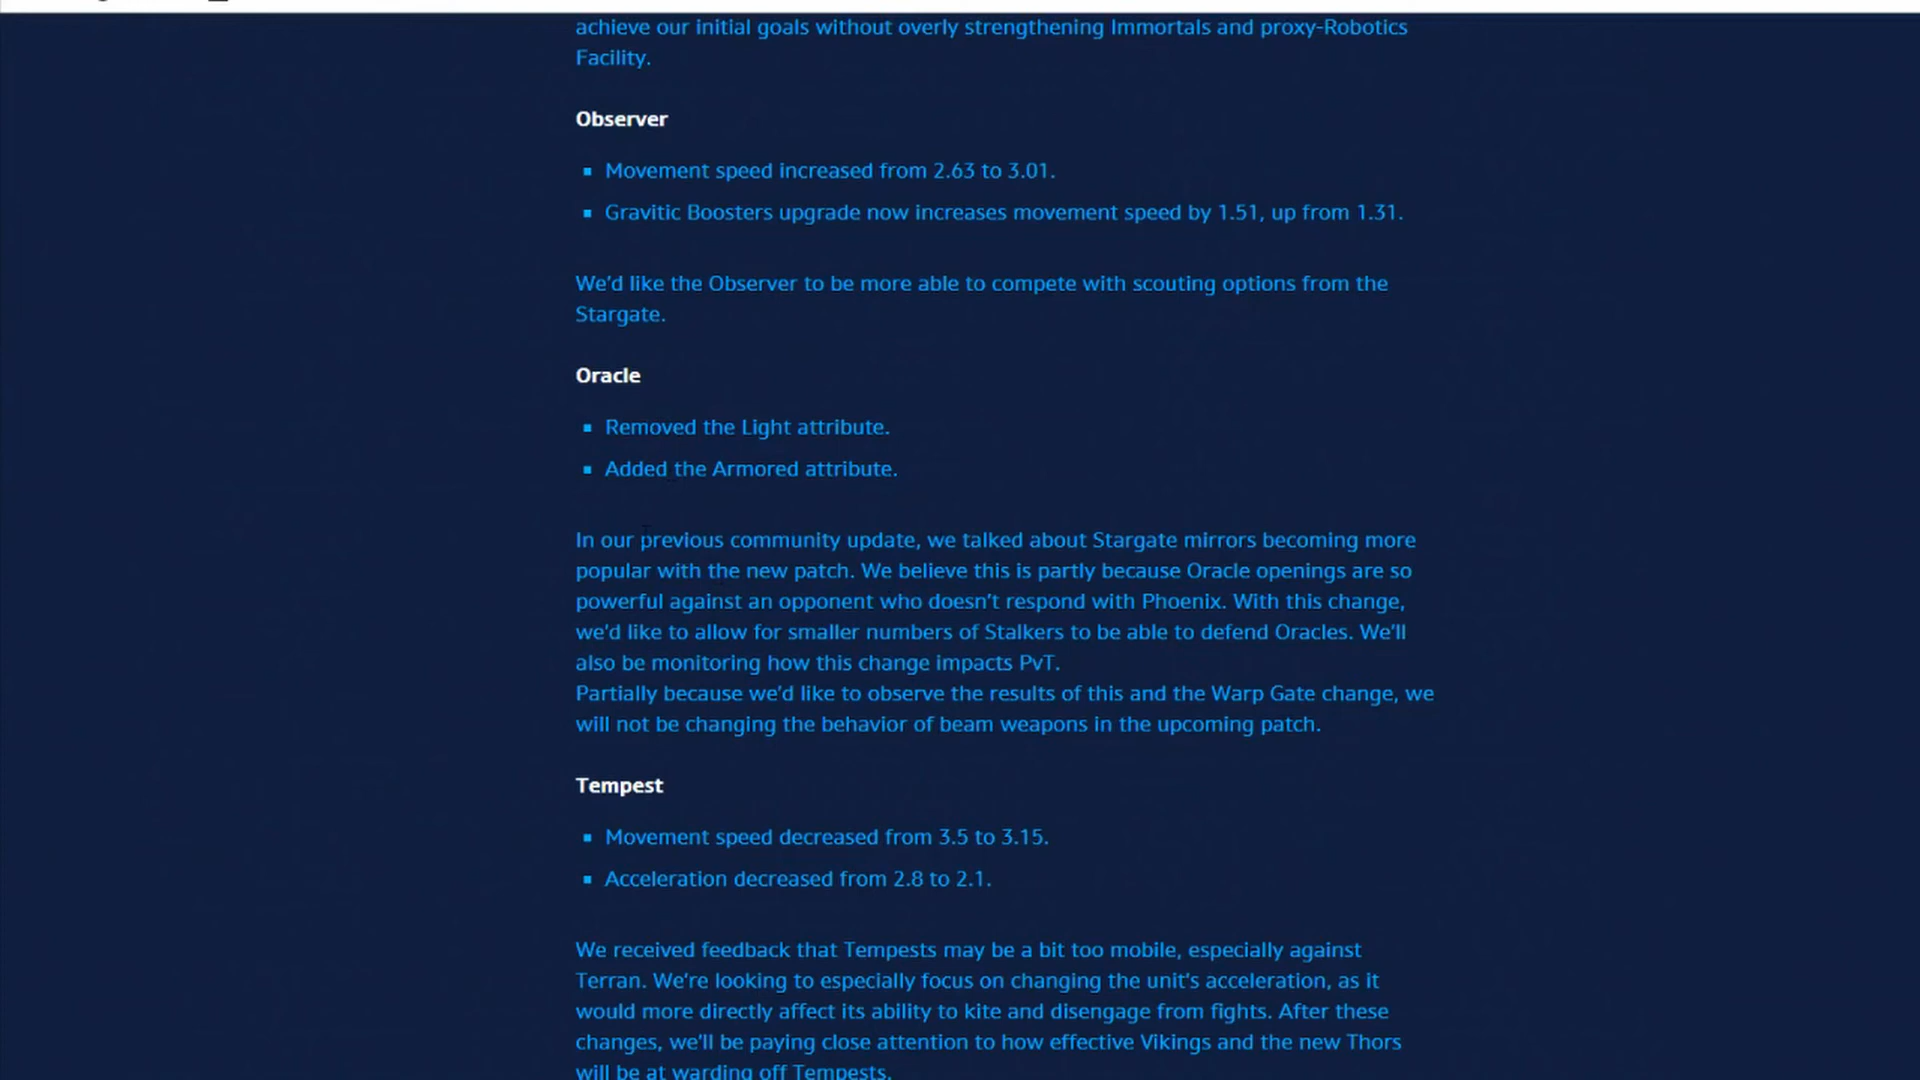 achieve our initial goals without overly strengthening Immortals and proxy-Robotics
Facility.
Observer
▪ Movement speed increased from 2.63 to 3.01.
▪ Gravitic Boosters upgrade now increases movement speed by 1.51, up from 1.31.
We'd like the Observer to be more able to compete with scouting options from the
Stargate.
Oracle
▪ Removed the Light attribute.
▪ Added the Armored attribute.
In our previous community update, we talked about Stargate mirrors becoming more
popular with the new patch. We believe this is partly because Oracle openings are so
powerful against an opponent who doesn't respond with Phoenix. With this change,
we'd like to allow for smaller numbers of Stalkers to be able to defend Oracles. We'll
also be monitoring how this change impacts PvT.
Partially because we'd like to observe the results of this and the Warp Gate change, we
will not be changing the behavior of beam weapons in the upcoming patch.
Tempest
▪ Movement speed decreased from 3.5 to 3.15.
▪ Acceleration decreased from 2.8 to 2.1.
We received feedback that Tempests may be a bit too mobile, especially against
Terran. We're looking to especially focus on changing the unit's acceleration, as it
would more directly affect its ability to kite and disengage from fights. After these
changes, we'll be paying close attention to how effective Vikings and the new Thors
will be at warding off Tempests.